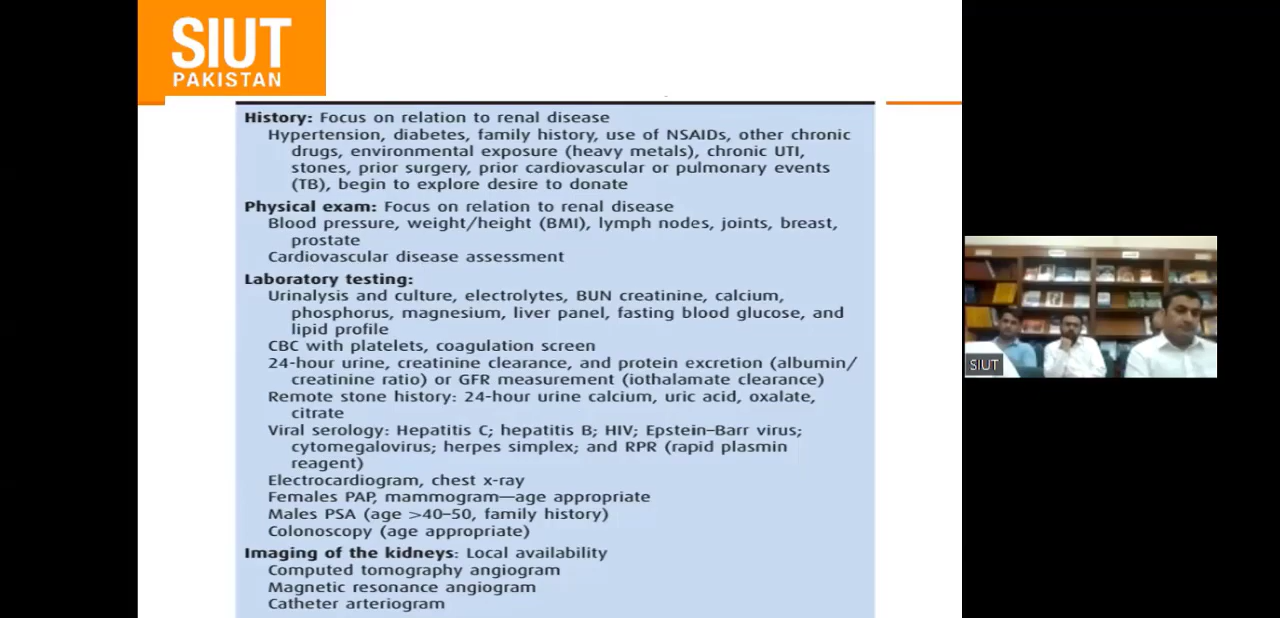 SIUT
PAKISTAN
History: Focus on relation to renal disease
Hypertension, diabetes, family history, use of NSAIDs, other chronic
drugs, environmental exposure (heavy metals), chronic UTI,
stones, prior surgery, prior cardiovascular or pulmonary events
(TB), begin to explore desire to donate
Physical exam: Focus on relation to renal disease
Blood pressure, weight/height (BMI), lymph nodes, joints, breast,
prostate
Cardiovascular disease assessment
Laboratory testing:
Urinalysis and culture, electrolytes, BUN creatinine, calcium,
phosphorus, magnesium, liver panel, fasting blood glucose, and
lipid profile
CBC with platelets, coagulation screen
24-hour urine, creatinine clearance, and protein excretion (albumin/
creatinine ratio) or GFR measurement (iothalamate clearance)
Remote stone history: 24-hour urine calcium, uric acid, oxalate,
citrate
Viral serology: Hepatitis C; hepatitis B; HIV; Epstein–Barr virus;
cytomegalovirus; herpes simplex; and RPR (rapid plasmin
reagent)
Electrocardiogram, chest x-ray
Females PAP, mammogram—age appropriate
Males PSA (age >40–50, family history)
Colonoscopy (age appropriate)
Imaging of the kidneys: Local availability
Computed tomography angiogram
Magnetic resonance angiogram
Catheter arteriogram
SIUT